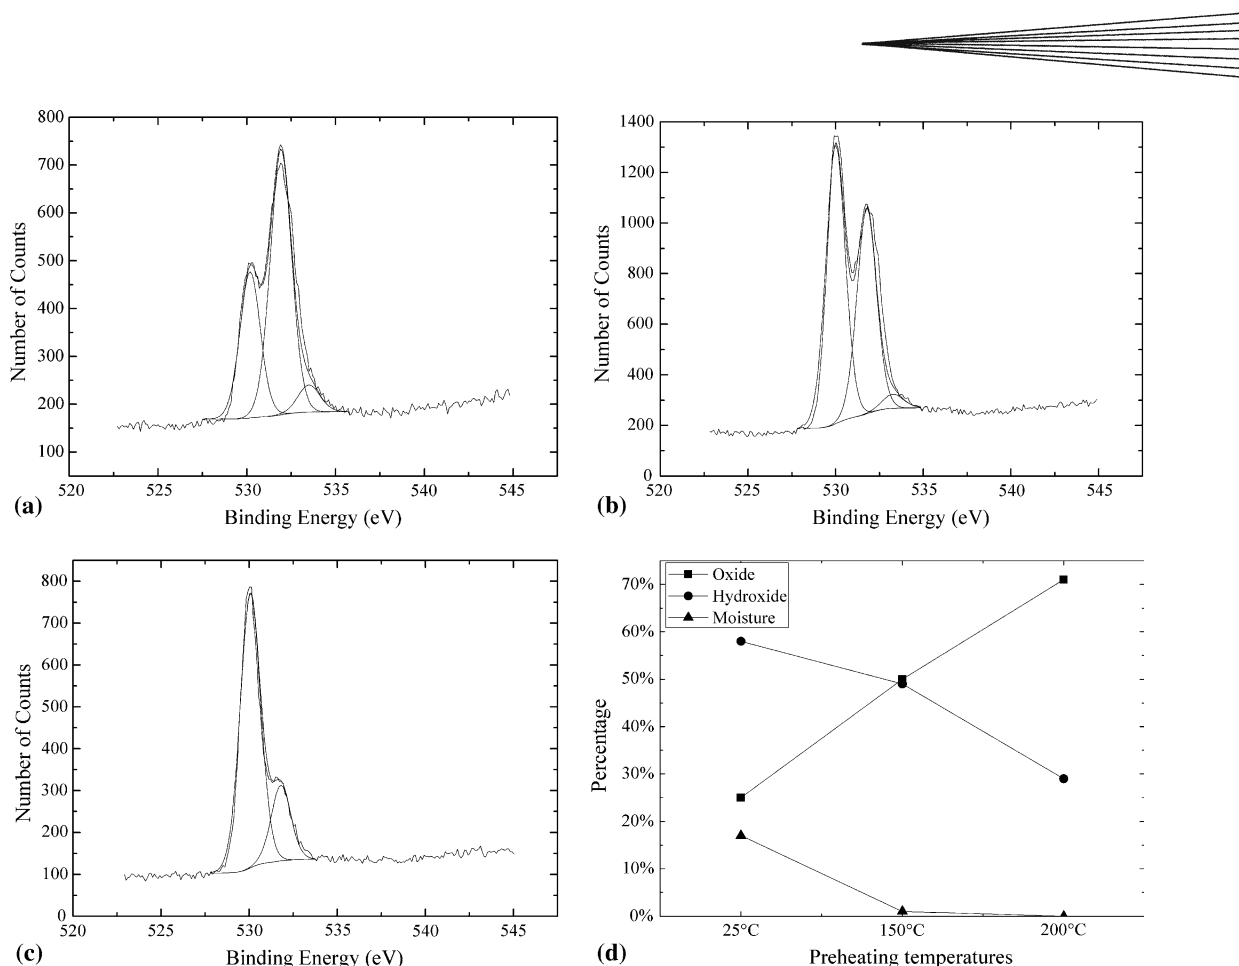 800
700
600
500
400
300
200
100
520
525
530
535
540
545
Number of Counts
Binding Energy (eV)
(a)
1400
1200
1000
800
600
400
200
0
520
525
530
535
540
545
Number of Counts
Binding Energy (eV)
(b)
800
700
600
500
400
300
200
100
0
520
525
530
535
540
545
Number of Counts
Binding Energy (eV)
(c)
Oxide
Hydroxide
Moisture
70%
60%
50%
40%
30%
20%
10%
0%
25°C
150°C
200°C
Percentage
Preheating temperatures
(d)